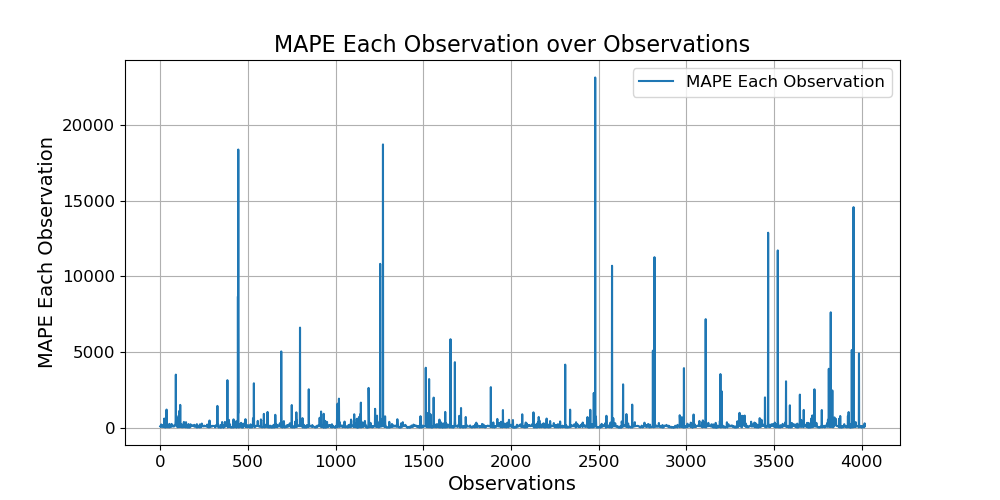 MAPE Each Observation over Observations
MAPE Each Observation
MAPE Each Observation
20000
15000
10000
5000
0
0 500 1000 1500 2000 2500 3000 3500 4000
Observations